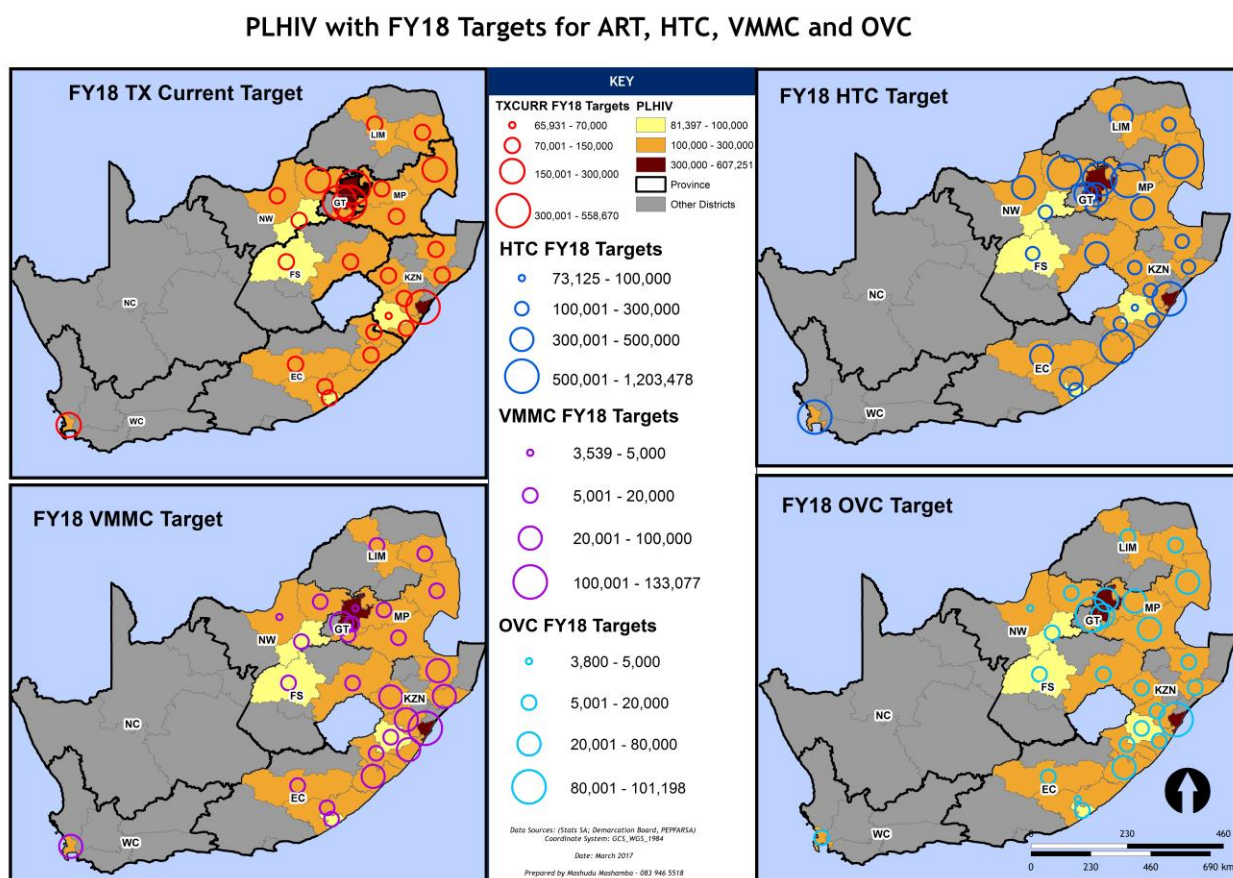 PLHIV with FY18 Targets for ART, HTC, VMMC and OVC
FY18 TX Current Target
LIM
MP
GT
NW
FS
KZN
NC
EC
WC
KEY
TXCURR FY18 Targets
65,931 - 70,000
70,001 - 150,000
150,001 - 300,000
300,001 - 558,670
PLHIV
81,397 - 100,000
100,000 - 300,000
300,000 - 607,251
Province
Other Districts
HTC FY18 Targets
73,125 - 100,000
100,001 - 300,000
300,001 - 500,000
500,001 - 1,203,478
VMMC FY18 Targets
3,539 - 5,000
5,001 - 20,000
20,001 - 100,000
100,001 - 133,077
OVC FY18 Targets
3,800 - 5,000
5,001 - 20,000
20,001 - 80,000
80,001 - 101,198
Data Sources: (Stats SA; Demarcation Board, PEPFARSA)
Coordinate System: GCS_WGS_1984
Date: March 2017
Prepared by Mashudu Mashamba - 083 946 5518
FY18 HTC Target
LIM
MP
GT
NW
FS
KZN
NC
EC
WC
FY18 VMMC Target
LIM
MP
GT
NW
FS
KZN
NC
EC
WC
FY18 OVC Target
LIM
MP
GT
NW
FS
KZN
NC
EC
WC
0 230 460
0 230 460 690 km